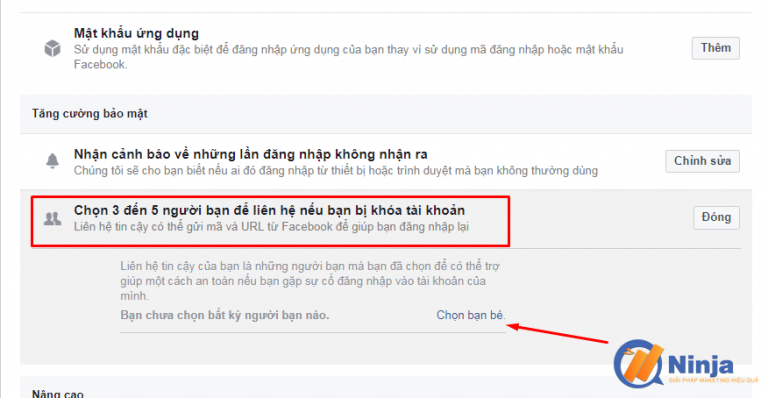 Mật khẩu ứng dụng
Sử dụng mật khẩu đặc biệt để đăng nhập ứng dụng của bạn thay vì sử dụng mã đăng nhập hoặc mật khẩu
Facebook.
Thêm
Tăng cường bảo mật
Nhận cảnh báo về những lần đăng nhập không nhận ra
Chúng tôi sẽ cho bạn biết nếu ai đó đăng nhập từ thiết bị hoặc trình duyệt mà bạn không thường dùng
Chỉnh sửa
Chọn 3 đến 5 người bạn để liên hệ nếu bạn bị khóa tài khoản
Liên hệ tin cậy có thể gửi mã và URL từ Facebook để giúp bạn đăng nhập lại
Đóng
Liên hệ tin cậy của bạn là những người bạn mà bạn đã chọn để có thể trợ
giúp một cách an toàn nếu bạn gặp sự cố đăng nhập vào tài khoản của
mình.
Bạn chưa chọn bất kỳ người bạn nào.
Chọn bạn bè.
Ninja
GIẢI PHÁP MARKETING HIỆU QUẢ
Nâng cao